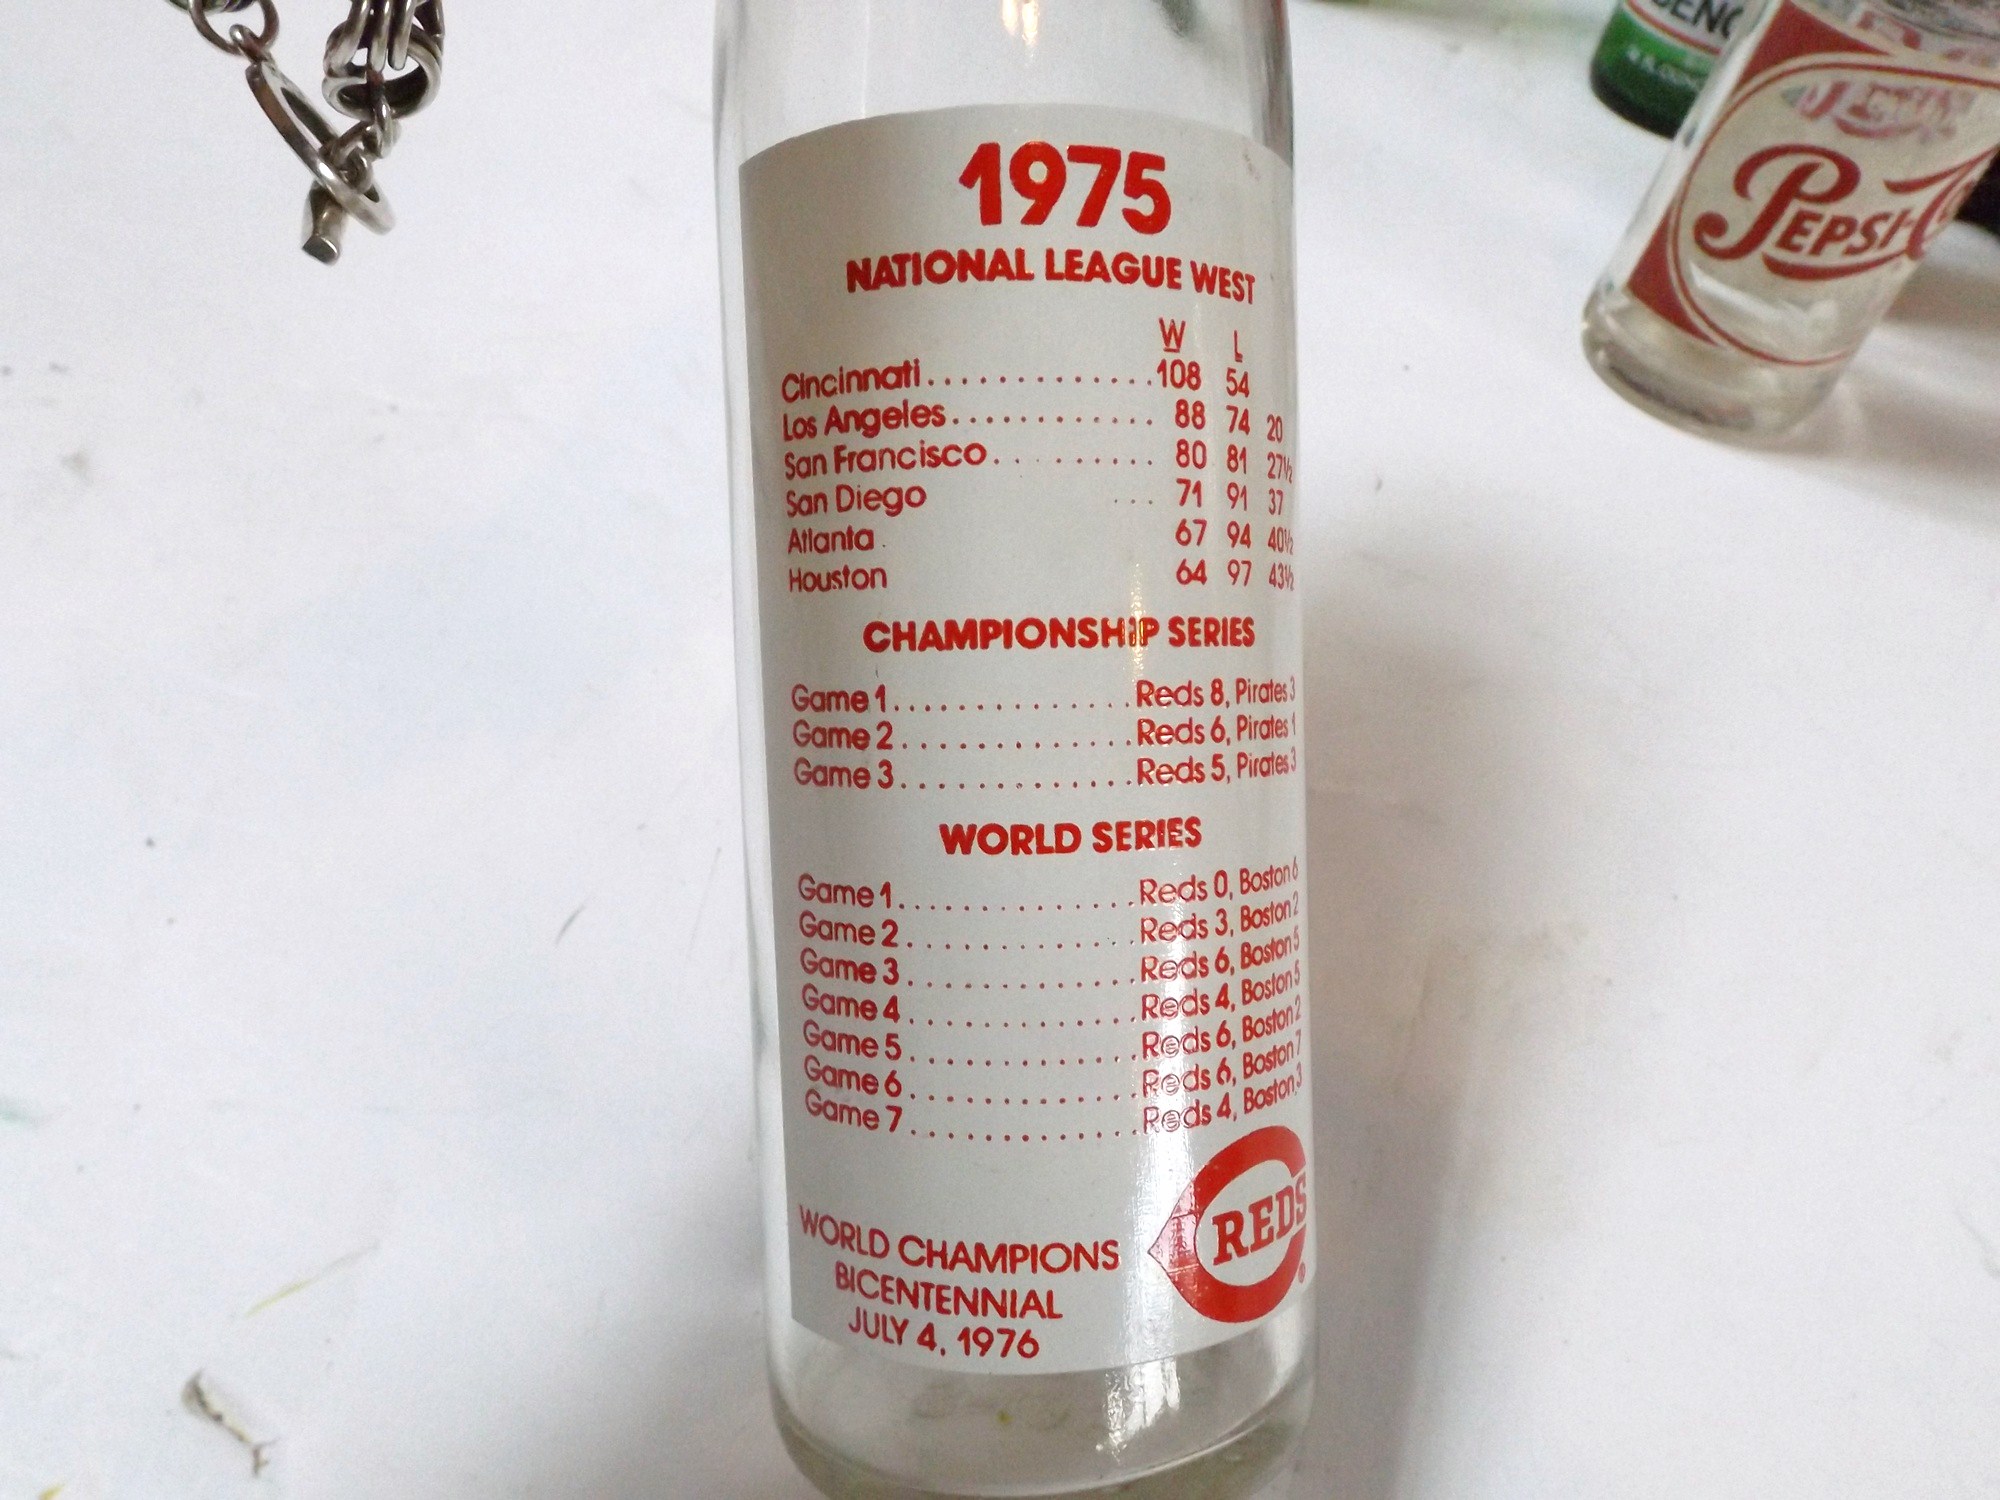 1975
NATIONAL LEAGUE WEST
W L
Cincinnati.............108 54
Los Angeles........... 88 74 20
San Francisco......... 80 81 27½
San Diego ... 71 91 37
Atlanta . 67 94 40½
Houston 64 97 43½
CHAMPIONSHIP SERIES
Game 1.............Reds 8, Pirates 3
Game 2.............Reds 6, Pirates 1
Game 3.............Reds 5, Pirates 3
WORLD SERIES
Game 1.............Reds 0, Boston 6
Game 2.............Reds 3, Boston 2
Game 3.............Reds 6, Boston 5
Game 4.............Reds 4, Boston 5
Game 5.............Reds 6, Boston 2
Game 6.............Reds 6, Boston 7
Game 7.............Reds 4, Boston 3
REDS
®
WORLD CHAMPIONS
BICENTENNIAL
JULY 4, 1976
PEPSI